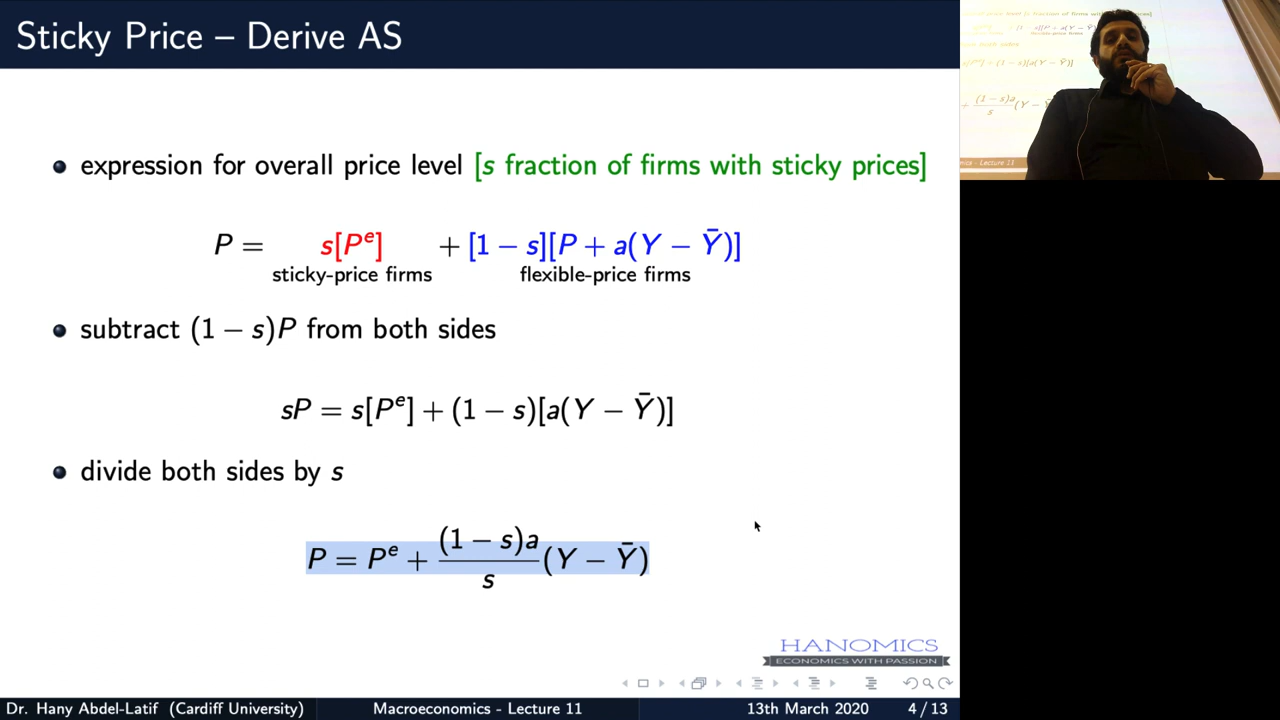 Sticky Price – Derive AS
• expression for overall price level [s fraction of firms with sticky prices]
P = s[Pᵉ] + [1 − s][P + a(Y − Ȳ)]
sticky-price firms flexible-price firms
• subtract (1 − s)P from both sides
sP = s[Pᵉ] + (1 − s)[a(Y − Ȳ)]
• divide both sides by s
P = Pᵉ + (1 − s)a/s (Y − Ȳ)
HANOMICS
ECONOMICS WITH PASSION
Dr. Hany Abdel-Latif (Cardiff University) Macroeconomics - Lecture 11 13th March 2020 4 / 13